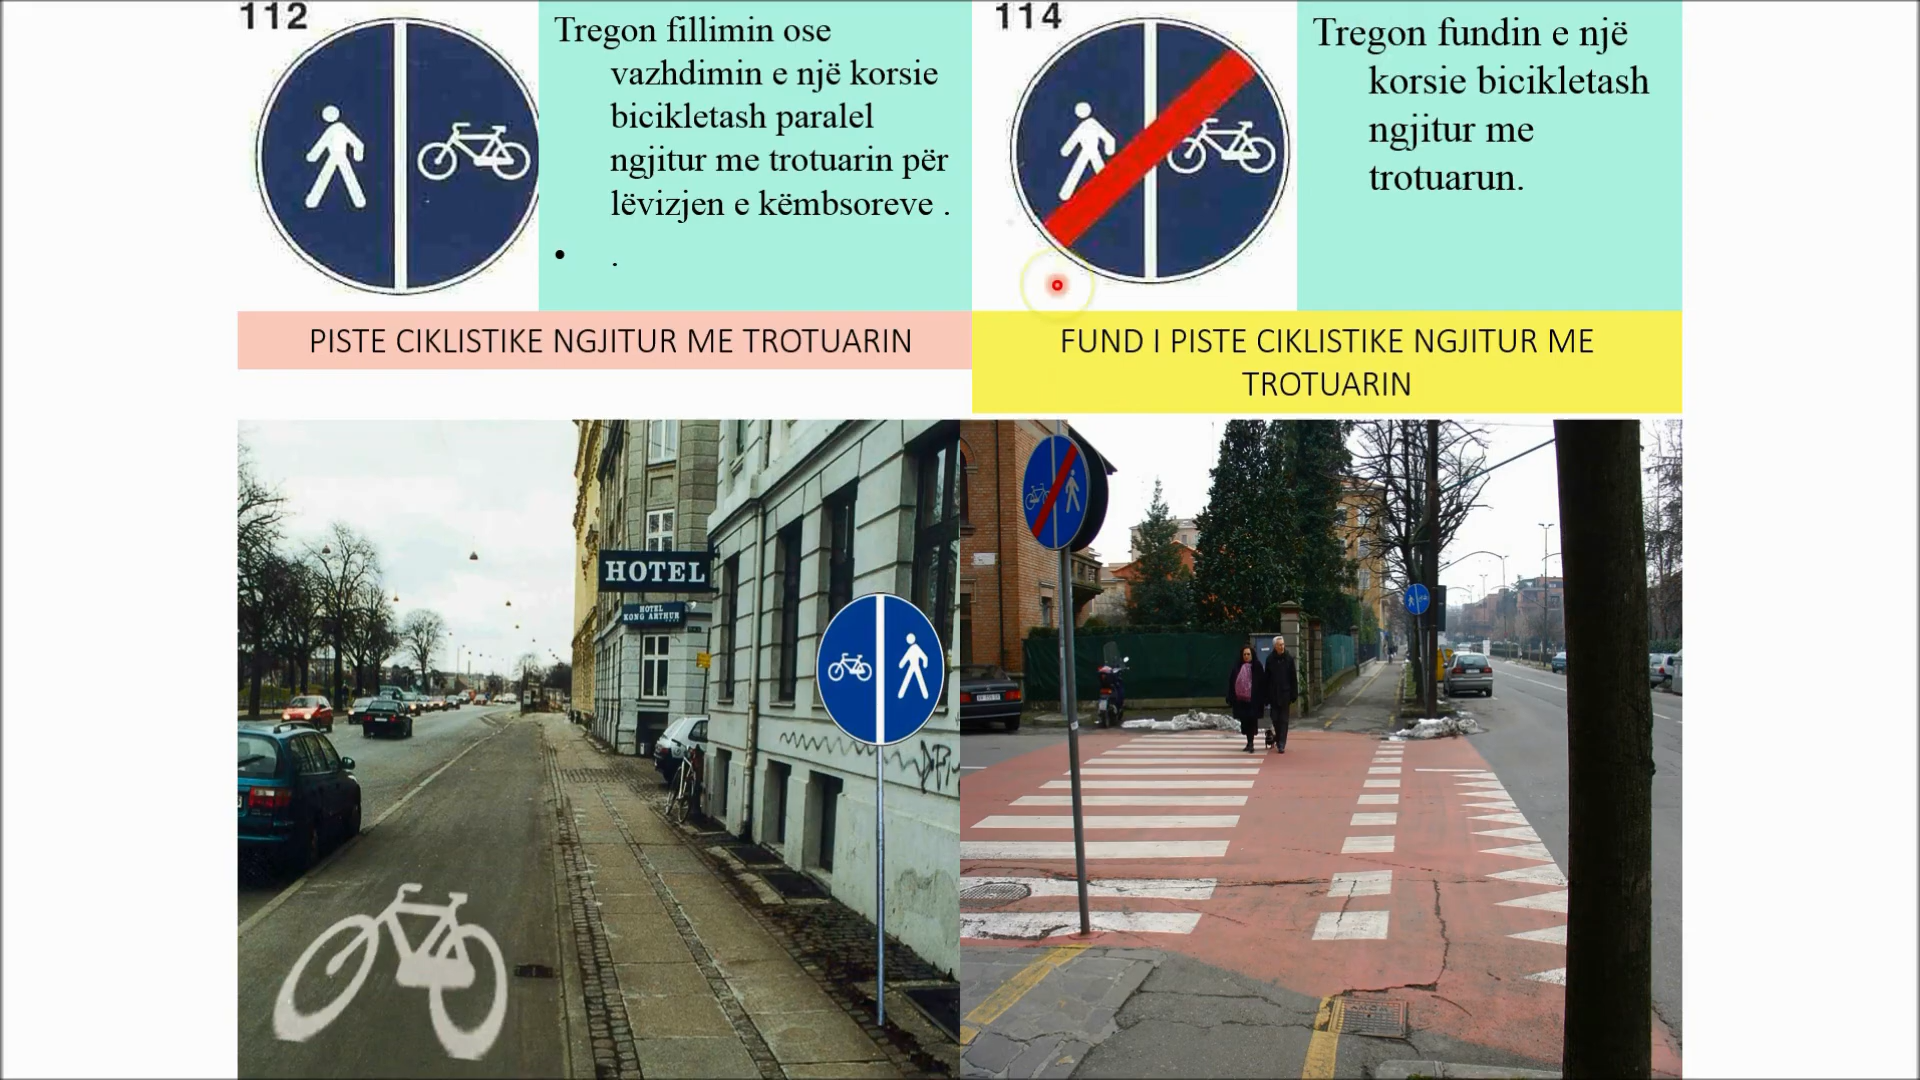 112
Tregon fillimin ose
vazhdimin e një korsie
bicikletash paralel
ngjitur me trotuarin për
lëvizjen e këmbsoreve .
• .
PISTE CIKLISTIKE NGJITUR ME TROTUARIN
114
Tregon fundin e një
korsie bicikletash
ngjitur me
trotuarun.
FUND I PISTE CIKLISTIKE NGJITUR ME
TROTUARIN
HOTEL
HOTEL
KONG ARTHUR